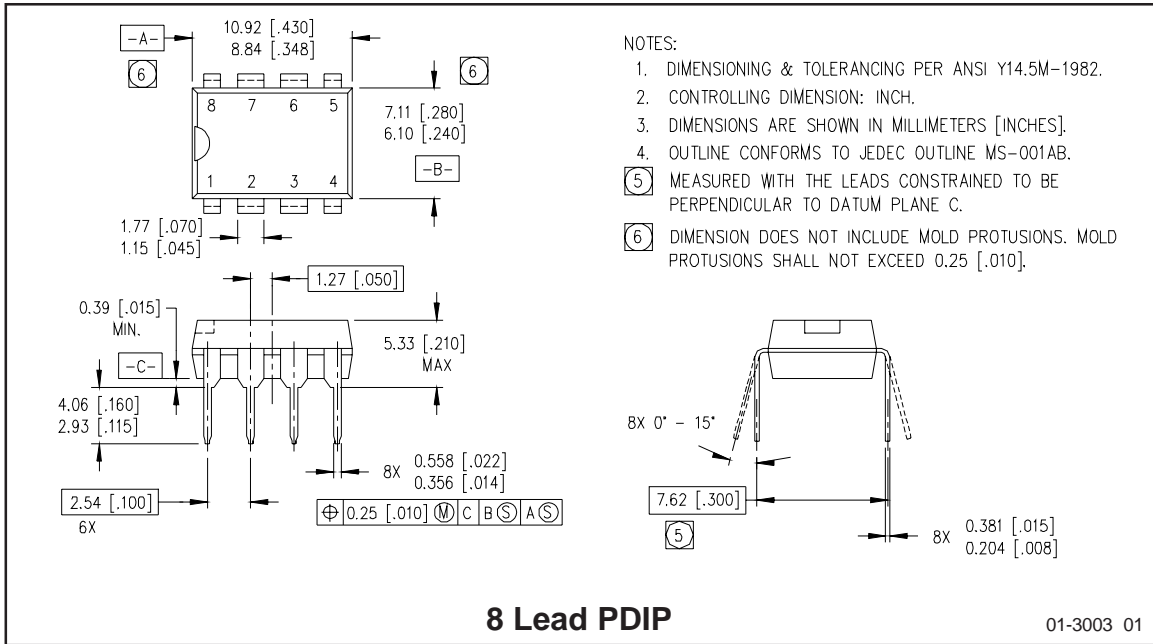 -A-
10.92 [.430]
8.84 [.348]
6
6
8 7 6 5
7.11 [.280]
6.10 [.240]
-B-
1 2 3 4
1.77 [.070]
1.15 [.045]
1.27 [.050]
0.39 [.015]
MIN.
5.33 [.210]
MAX
-C-
4.06 [.160]
2.93 [.115]
8X 0.558 [.022]
0.356 [.014]
2.54 [.100]
6X
⌖ 0.25 [.010] Ⓜ C B Ⓢ A Ⓢ
NOTES:
1. DIMENSIONING & TOLERANCING PER ANSI Y14.5M-1982.
2. CONTROLLING DIMENSION: INCH.
3. DIMENSIONS ARE SHOWN IN MILLIMETERS [INCHES].
4. OUTLINE CONFORMS TO JEDEC OUTLINE MS-001AB.
5 MEASURED WITH THE LEADS CONSTRAINED TO BE
PERPENDICULAR TO DATUM PLANE C.
6 DIMENSION DOES NOT INCLUDE MOLD PROTUSIONS. MOLD
PROTUSIONS SHALL NOT EXCEED 0.25 [.010].
8X 0° - 15°
7.62 [.300]
5
8X 0.381 [.015]
0.204 [.008]
8 Lead PDIP
01-3003 01